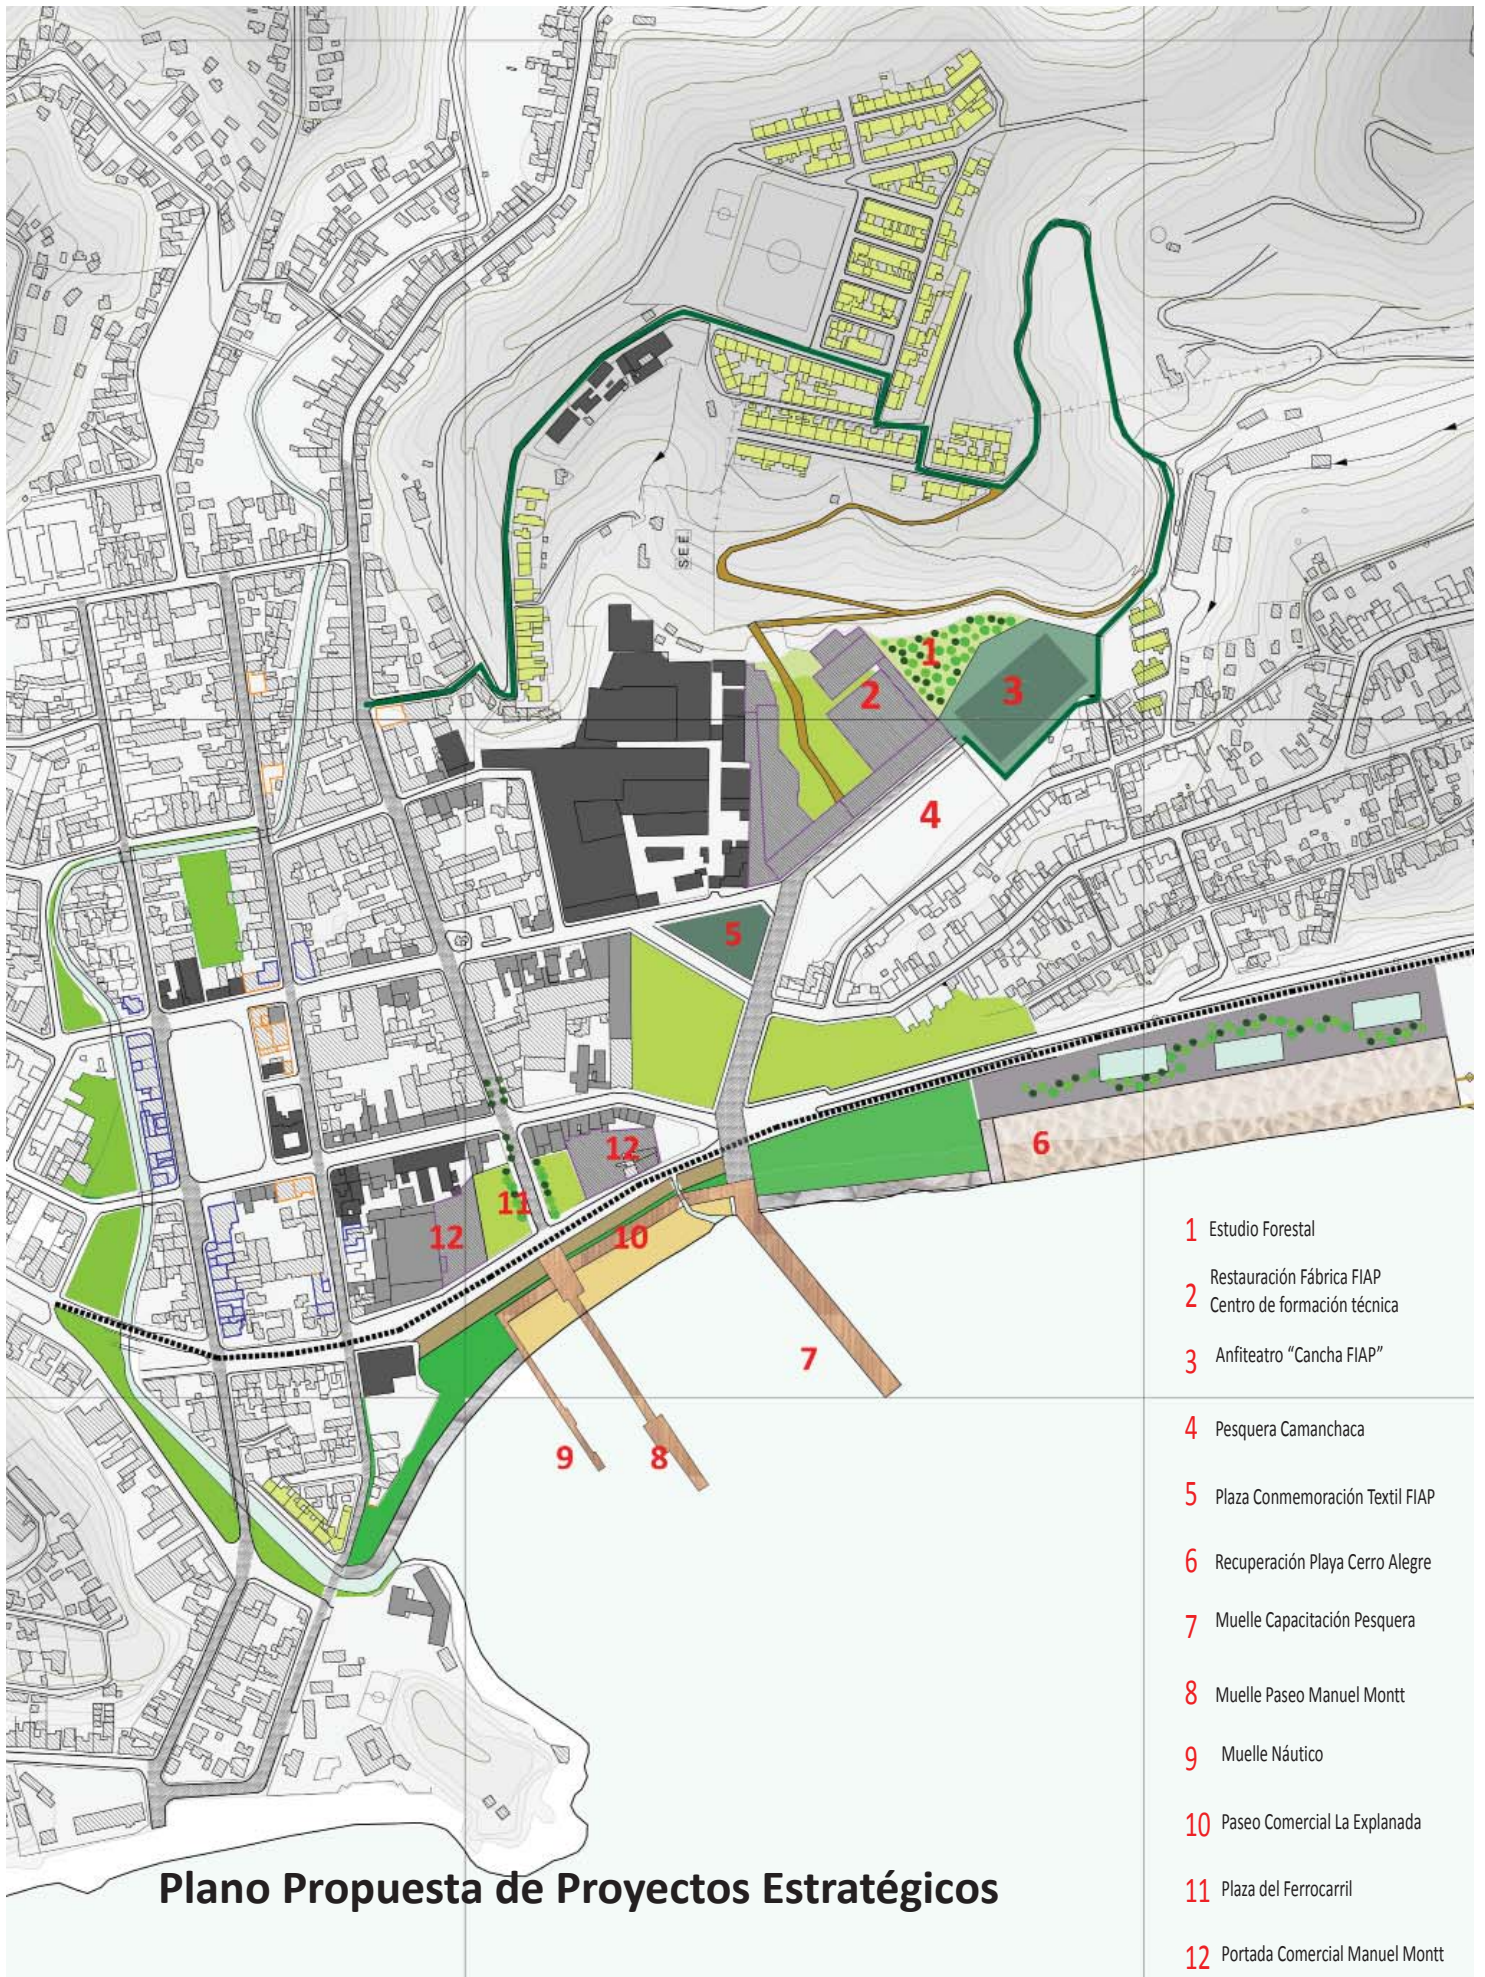 S.E.E.
1
2
3
4
5
6
12
11
12
10
7
9
8
1 Estudio Forestal
2 Restauración Fábrica FIAP
Centro de formación técnica
3 Anfiteatro “Cancha FIAP”
4 Pesquera Camanchaca
5 Plaza Conmemoración Textil FIAP
6 Recuperación Playa Cerro Alegre
7 Muelle Capacitación Pesquera
8 Muelle Paseo Manuel Montt
9 Muelle Náutico
10 Paseo Comercial La Explanada
11 Plaza del Ferrocarril
12 Portada Comercial Manuel Montt
Plano Propuesta de Proyectos Estratégicos